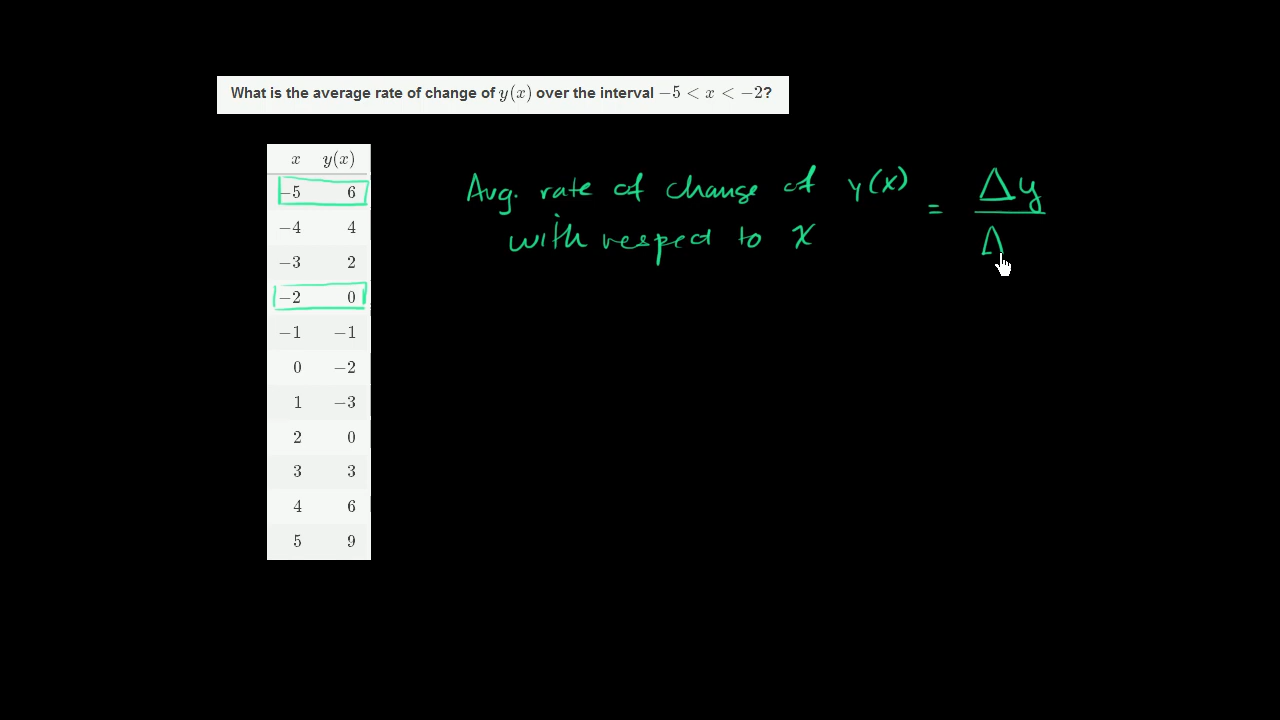 What is the average rate of change of y(x) over the interval −5 < x < −2?
x y(x)
−5 6
−4 4
−3 2
−2 0
−1 −1
0 −2
1 −3
2 0
3 3
4 6
5 9
Avg. rate of change of y(x)
with respect to x
= Δy
Δ